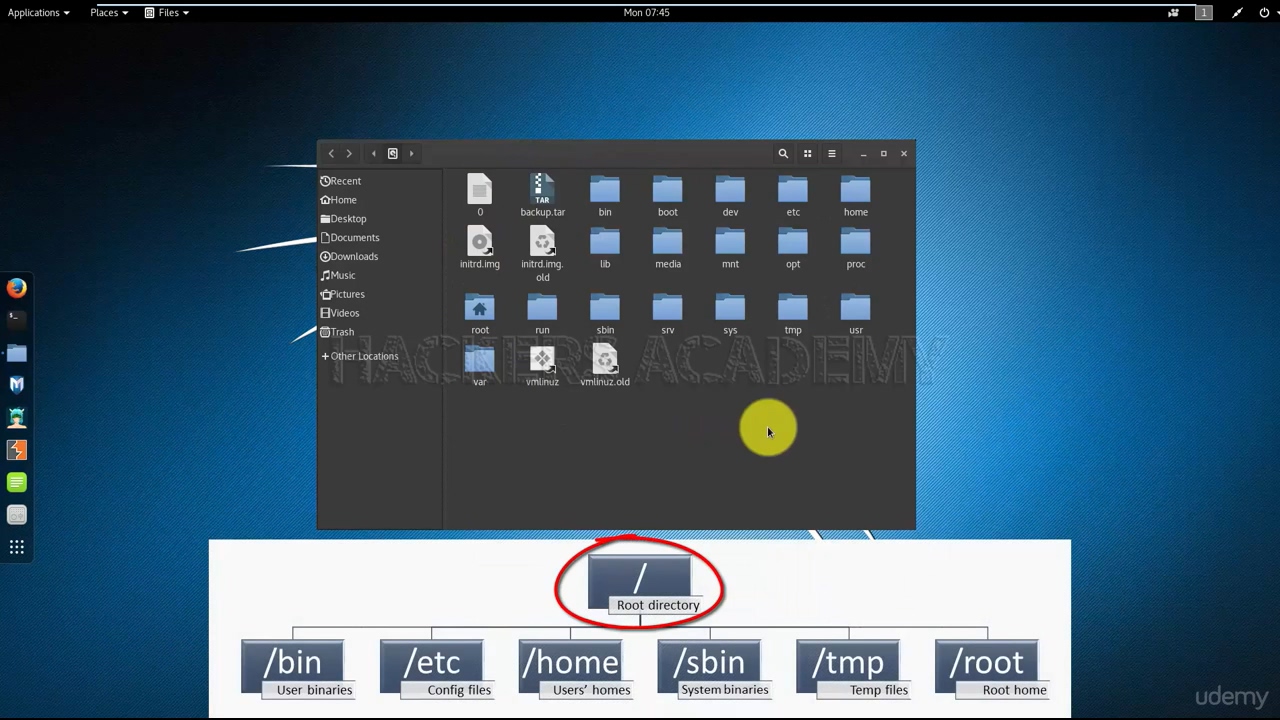 Applications Places Files Mon 07:45 1
Recent
Home
Desktop
Documents
Downloads
Music
Pictures
Videos
Trash
Other Locations
0 backup.tar bin boot dev etc home
TAR
initrd.img initrd.img. lib media mnt opt proc
old
root run sbin srv sys tmp usr
var vmlinuz vmlinuz.old
HACKERS ACADEMY
/
Root directory
/bin /etc /home /sbin /tmp /root
User binaries Config files Users' homes System binaries Temp files Root home
udemy